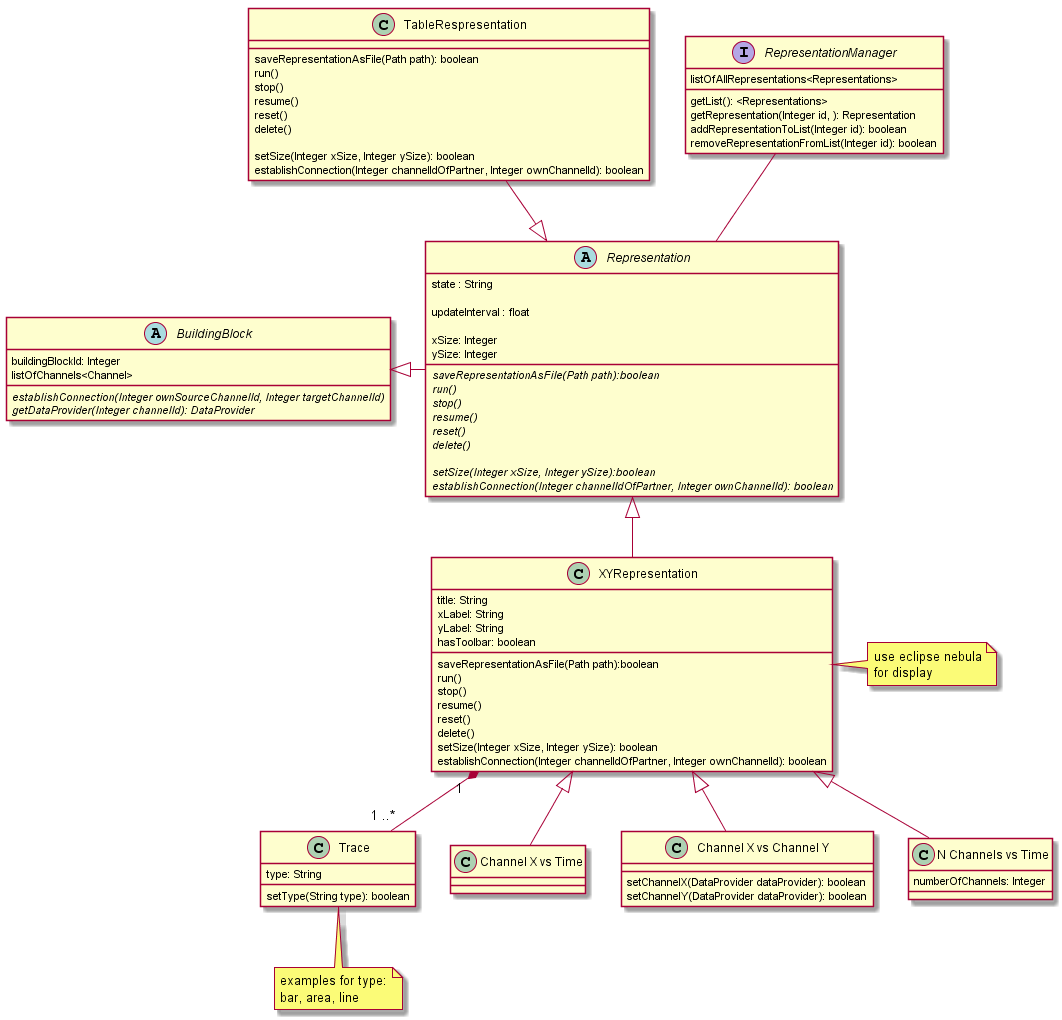 C TableRespresentation
saveRepresentationAsFile(Path path): boolean
run()
stop()
resume()
reset()
delete()
setSize(Integer xSize, Integer ySize): boolean
establishConnection(Integer channelIdOfPartner, Integer ownChannelId): boolean
I RepresentationManager
listOfAllRepresentations<Representations>
getList(): <Representations>
getRepresentation(Integer id, ): Representation
addRepresentationToList(Integer id): boolean
removeRepresentationFromList(Integer id): boolean
A Representation
state : String
updateInterval : float
xSize: Integer
ySize: Integer
saveRepresentationAsFile(Path path):boolean
run()
stop()
resume()
reset()
delete()
setSize(Integer xSize, Integer ySize):boolean
establishConnection(Integer channelIdOfPartner, Integer ownChannelId): boolean
A BuildingBlock
buildingBlockId: Integer
listOfChannels<Channel>
establishConnection(Integer ownSourceChannelId, Integer targetChannelId)
getDataProvider(Integer channelId): DataProvider
C XYRepresentation
title: String
xLabel: String
yLabel: String
hasToolbar: boolean
saveRepresentationAsFile(Path path):boolean
run()
stop()
resume()
reset()
delete()
setSize(Integer xSize, Integer ySize): boolean
establishConnection(Integer channelIdOfPartner, Integer ownChannelId): boolean
use eclipse nebula
for display
1
1 ..*
C Trace
type: String
setType(String type): boolean
C Channel X vs Time
C Channel X vs Channel Y
setChannelX(DataProvider dataProvider): boolean
setChannelY(DataProvider dataProvider): boolean
C N Channels vs Time
numberOfChannels: Integer
examples for type:
bar, area, line